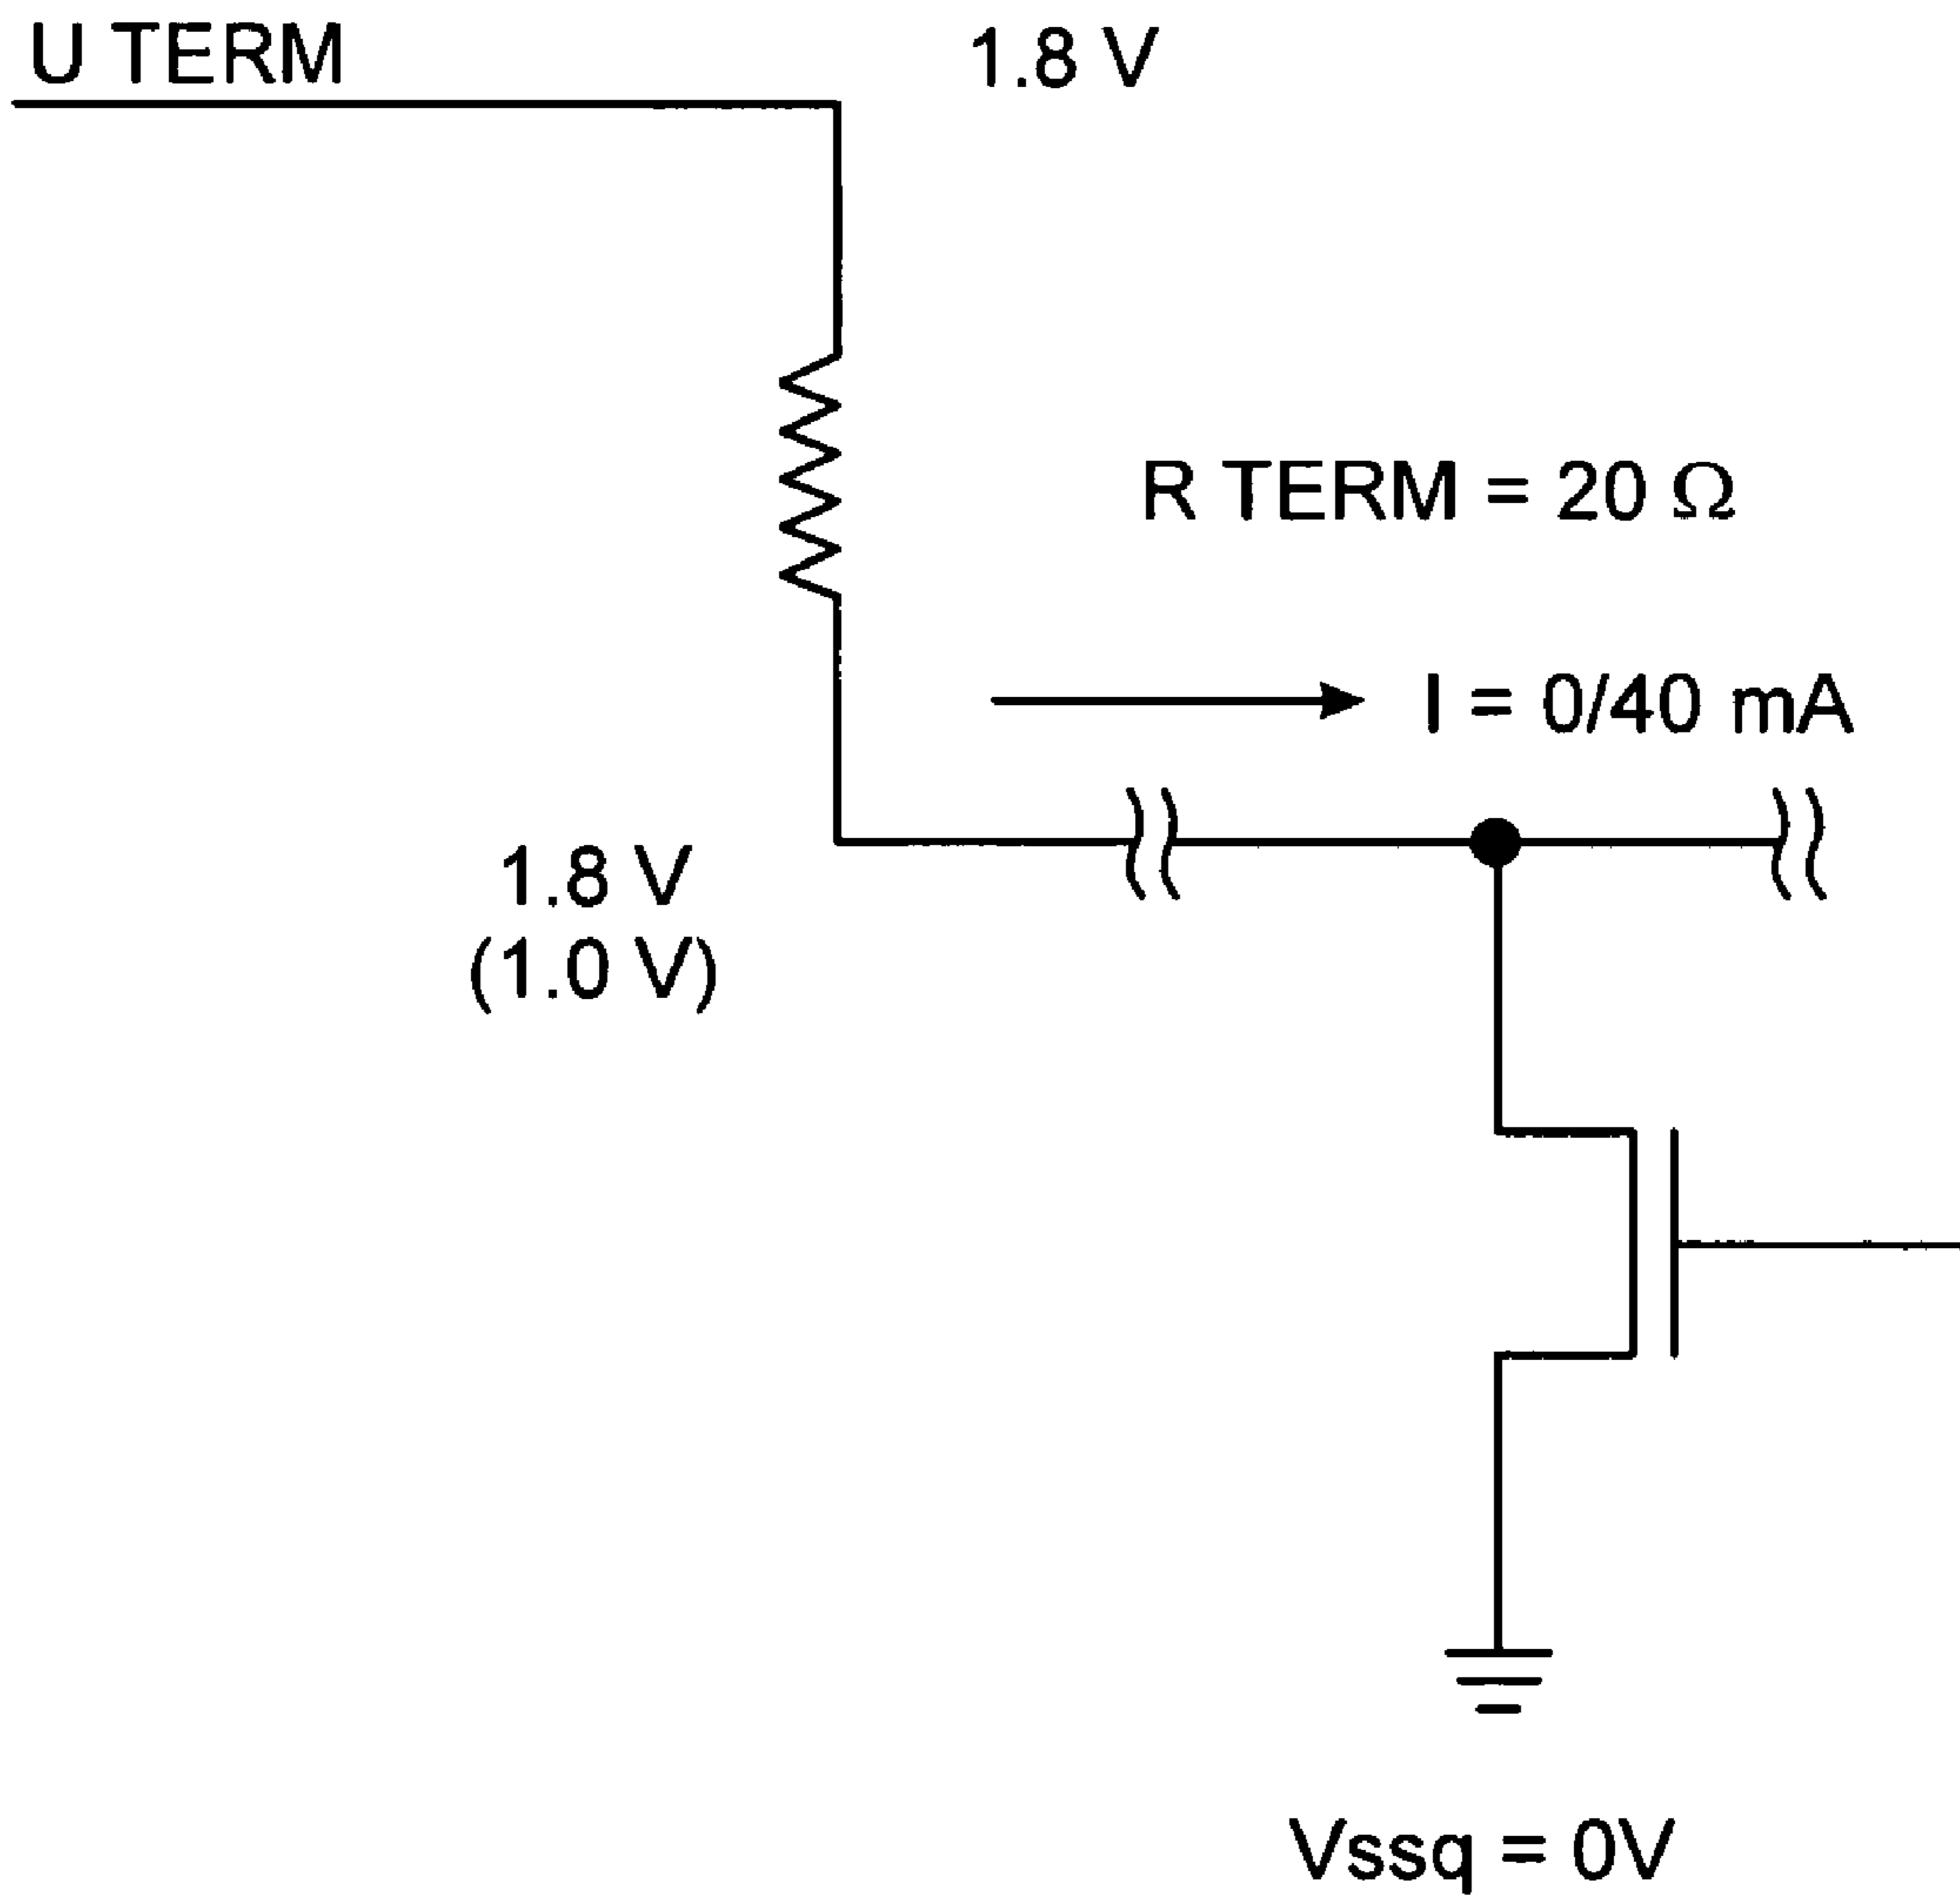 U TERM
1.8 V
R TERM = 20 Ω
I = 0/40 mA
1.8 V
(1.0 V)
Vssq = 0V